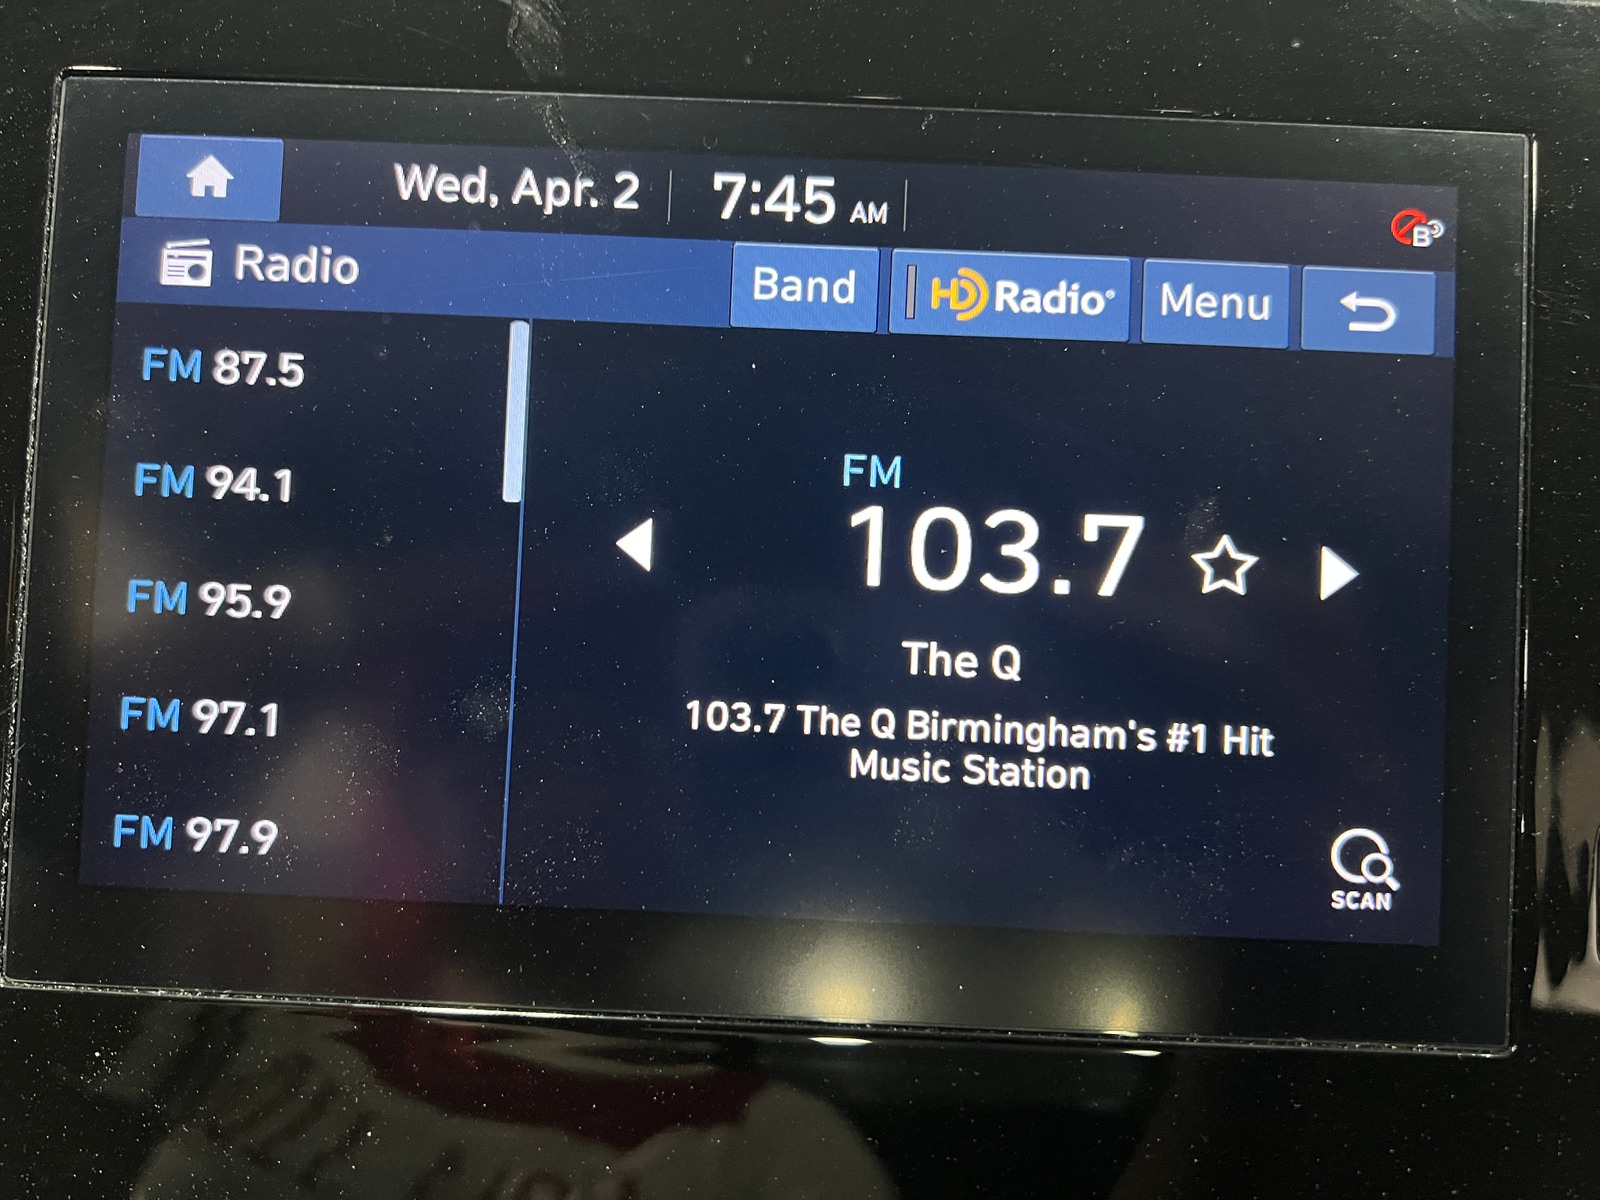 Wed, Apr. 2 7:45 AM B
Radio Band HD Radio® Menu
FM 87.5
FM 94.1
FM 95.9
FM 97.1
FM 97.9
FM
103.7
The Q
103.7 The Q Birmingham's #1 Hit
Music Station
SCAN